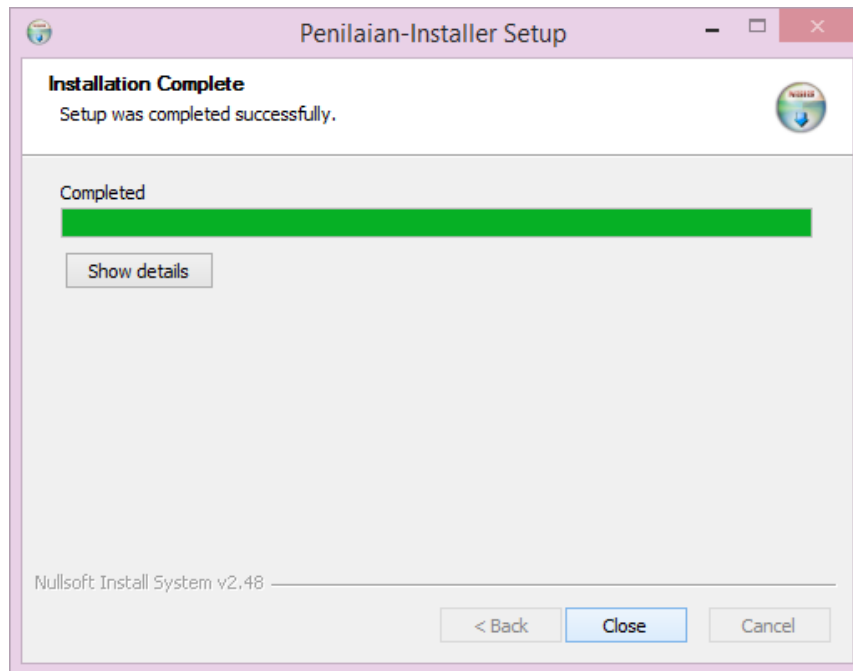 Penilaian-Installer Setup
Installation Complete
Setup was completed successfully.
Completed
Show details
Nullsoft Install System v2.48
< Back
Close
Cancel